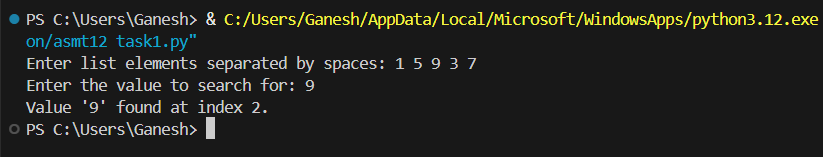 PS C:\Users\Ganesh> & C:/Users/Ganesh/AppData/Local/Microsoft/WindowsApps/python3.12.exe
on/asmt12 task1.py"
Enter list elements separated by spaces: 1 5 9 3 7
Enter the value to search for: 9
Value '9' found at index 2.
PS C:\Users\Ganesh>